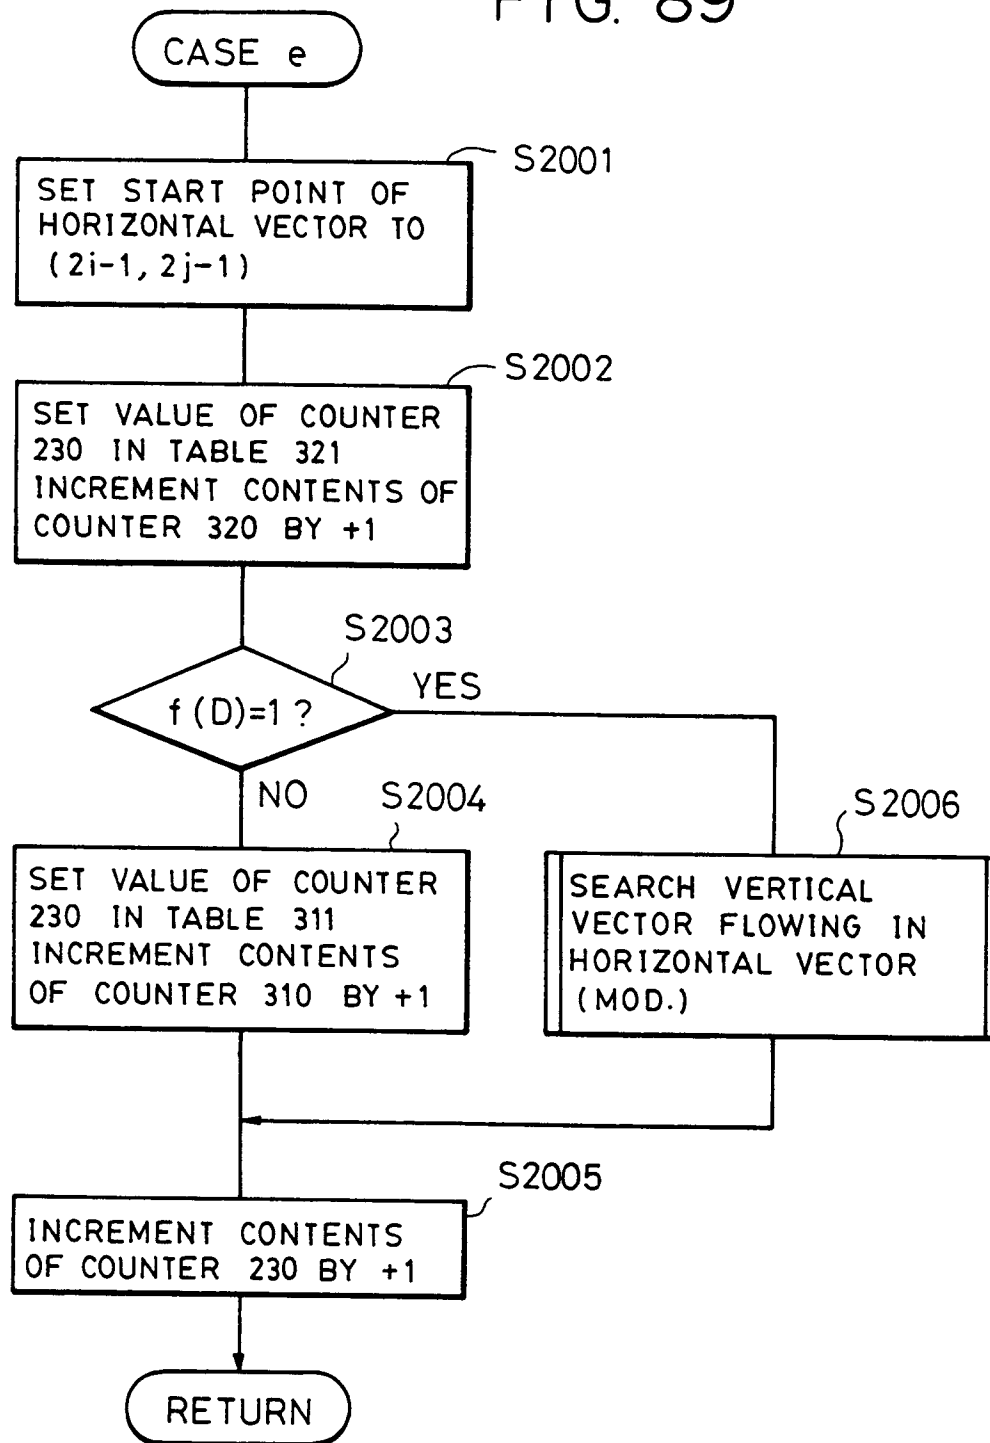 FIG. 89
CASE e
S2001
SET START POINT OF
HORIZONTAL VECTOR TO
(2i-1, 2j-1)
S2002
SET VALUE OF COUNTER
230 IN TABLE 321
INCREMENT CONTENTS OF
COUNTER 320 BY +1
S2003
f(D)=1?
YES
NO
S2004
SET VALUE OF COUNTER
230 IN TABLE 311
INCREMENT CONTENTS
OF COUNTER 310 BY +1
S2006
SEARCH VERTICAL
VECTOR FLOWING IN
HORIZONTAL VECTOR
(MOD.)
S2005
INCREMENT CONTENTS
OF COUNTER 230 BY +1
RETURN